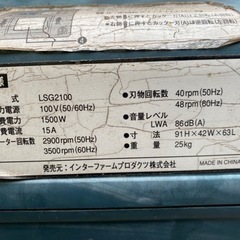 式 LSG2100
力電源 100V(50/60Hz)
費電力 1500W
費電流 15A
ーター回転 2900rpm(50Hz)
3500rpm(60Hz)
●刃物回転数 40rpm(50Hz)
48rpm(60Hz)
●音量レベル
LWA 86dB(A)
●寸法 91H×42W×63L
●重量 25kg
発売元：インターファームプロダクツ株式会社
MADE IN CHINA